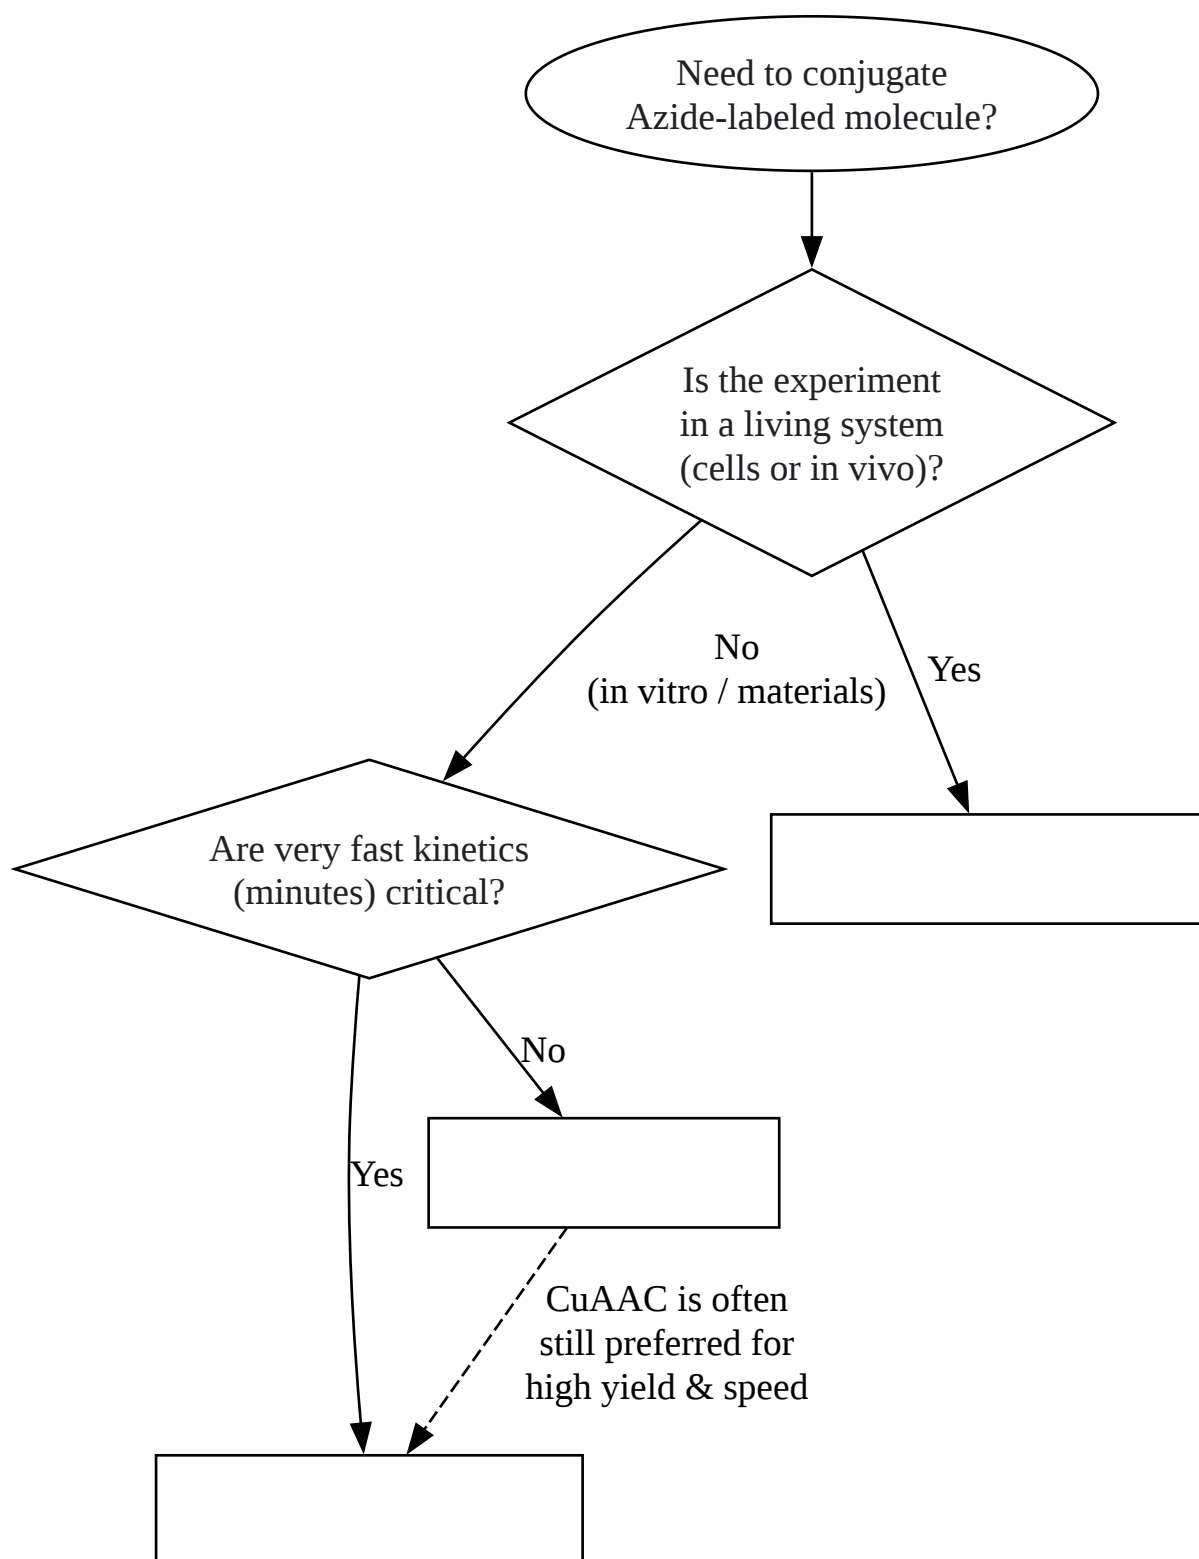 Need to conjugate
Azide-labeled molecule?
Is the experiment
in a living system
(cells or in vivo)?
No
(in vitro / materials)
Yes
Are very fast kinetics
(minutes) critical?
No
Yes
CuAAC is often
still preferred for
high yield & speed